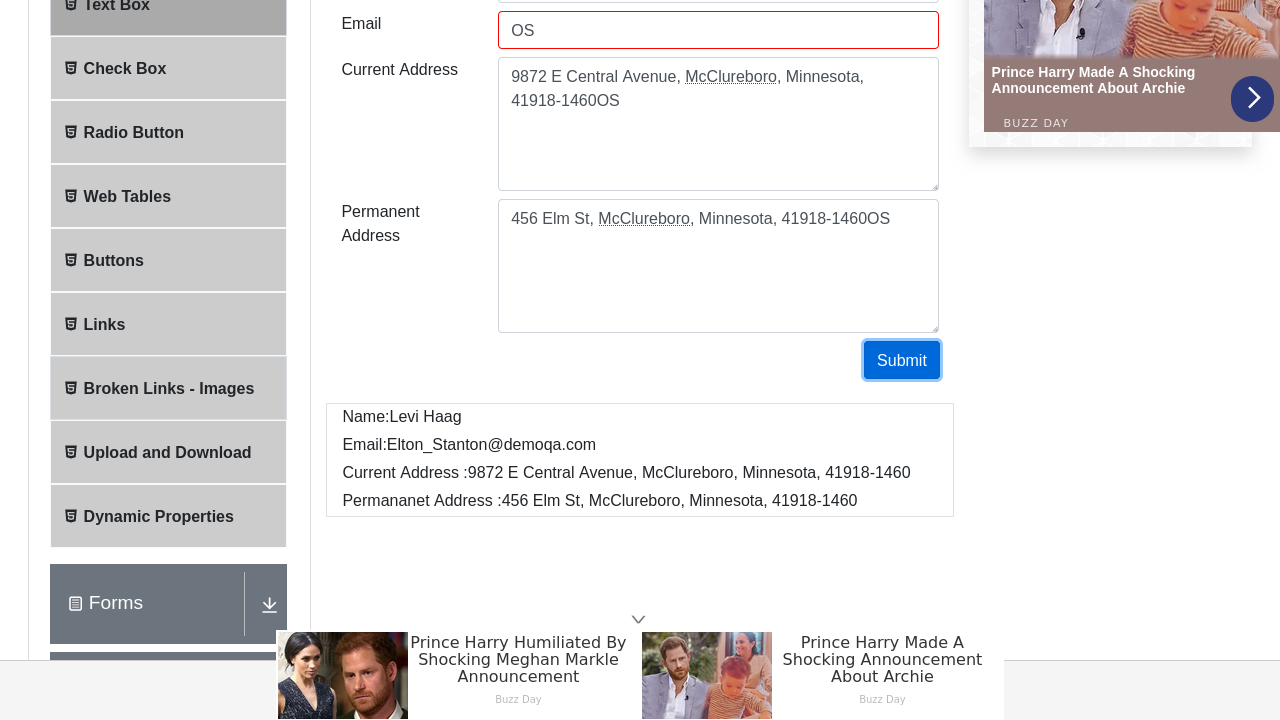 Text Box
Check Box
Radio Button
Web Tables
Buttons
Links
Broken Links - Images
Upload and Download
Dynamic Properties
Forms
Email
OS
Current Address
9872 E Central Avenue, McClureboro, Minnesota,
41918-1460OS
Permanent
Address
456 Elm St, McClureboro, Minnesota, 41918-1460OS
Submit
Name:Levi Haag
Email:Elton_Stanton@demoqa.com
Current Address :9872 E Central Avenue, McClureboro, Minnesota, 41918-1460
Permananet Address :456 Elm St, McClureboro, Minnesota, 41918-1460
Prince Harry Made A Shocking
Announcement About Archie
BUZZ DAY
Prince Harry Humiliated By
Shocking Meghan Markle
Announcement
Buzz Day
Prince Harry Made A
Shocking Announcement
About Archie
Buzz Day